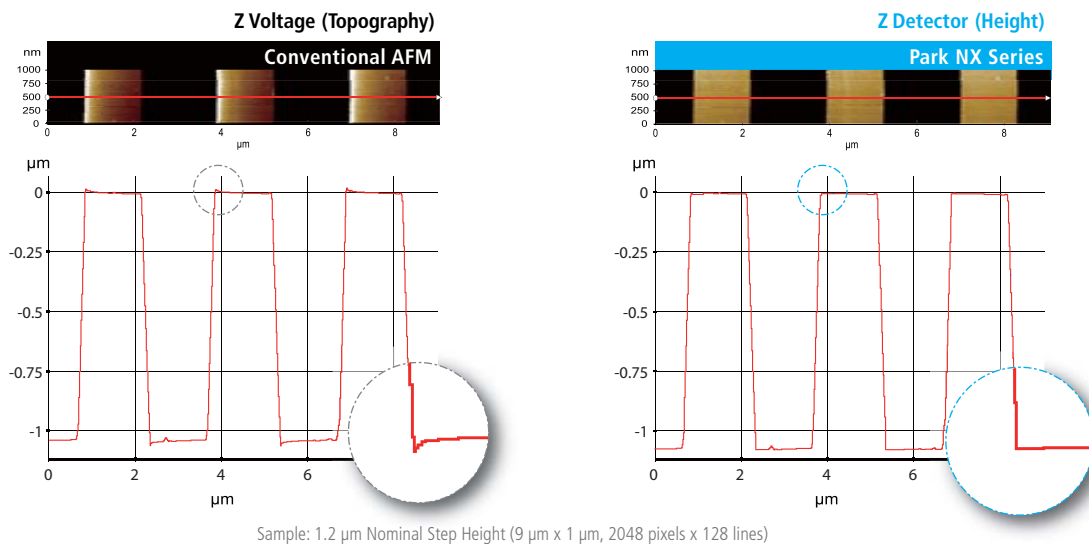 Z Voltage (Topography)
Conventional AFM
nm
1000
750
500
250
0
0 2 4 6 8
µm
µm
0
-0.25
-0.5
-0.75
-1
0 2 4 6
µm
Z Detector (Height)
Park NX Series
nm
1000
750
500
250
0
0 2 4 6 8
µm
µm
0
-0.25
-0.5
-0.75
-1
0 2 4 6
µm
Sample: 1.2 µm Nominal Step Height (9 µm x 1 µm, 2048 pixels x 128 lines)